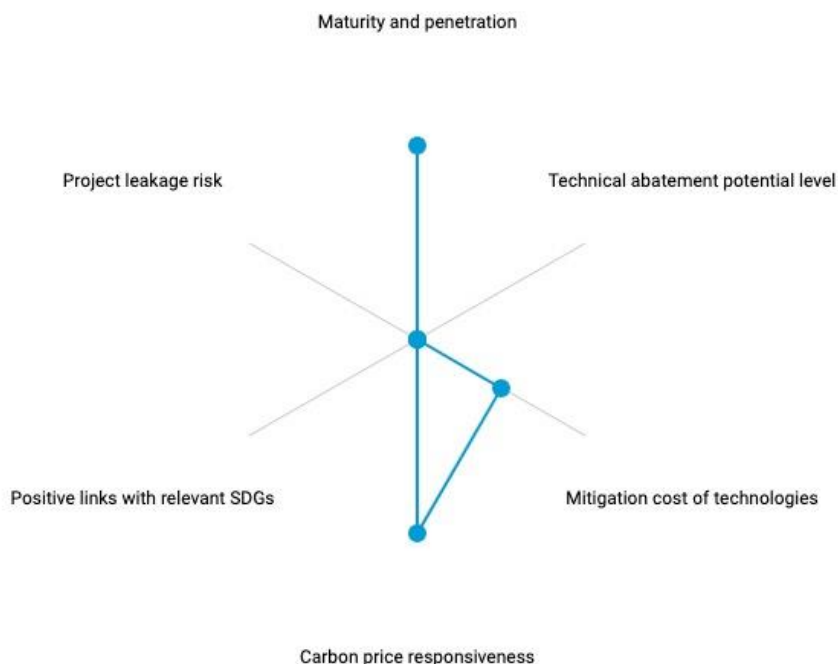 Maturity and penetration
Project leakage risk
Technical abatement potential level
Positive links with relevant SDGs
Mitigation cost of technologies
Carbon price responsiveness